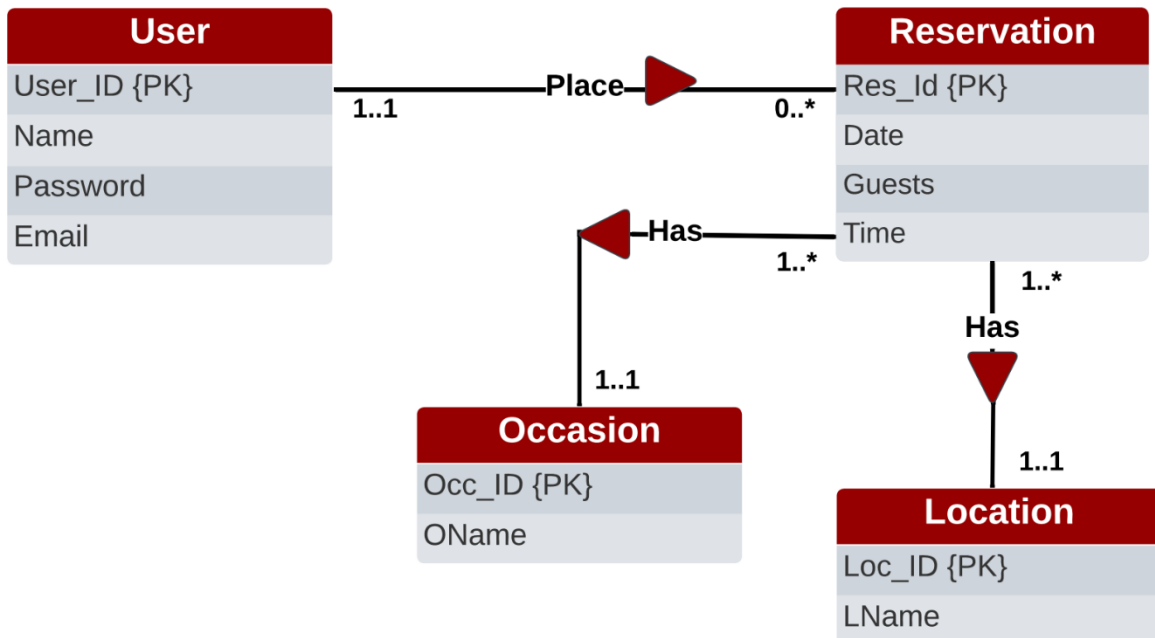 User
User_ID {PK}
Name
Password
Email
Place
1..1
0..*
Reservation
Res_Id {PK}
Date
Guests
Time
Has
1..*
1..1
Occasion
Occ_ID {PK}
OName
1..*
Has
1..1
Location
Loc_ID {PK}
LName